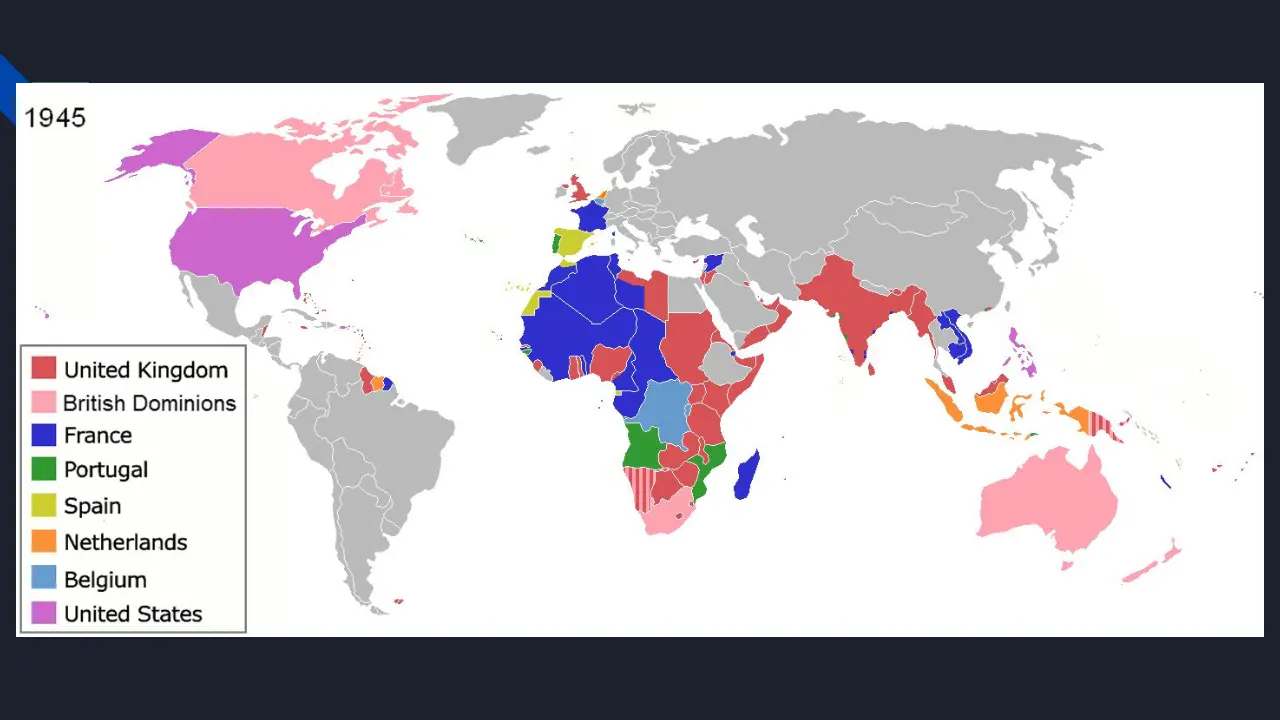 1945
United Kingdom
British Dominions
France
Portugal
Spain
Netherlands
Belgium
United States